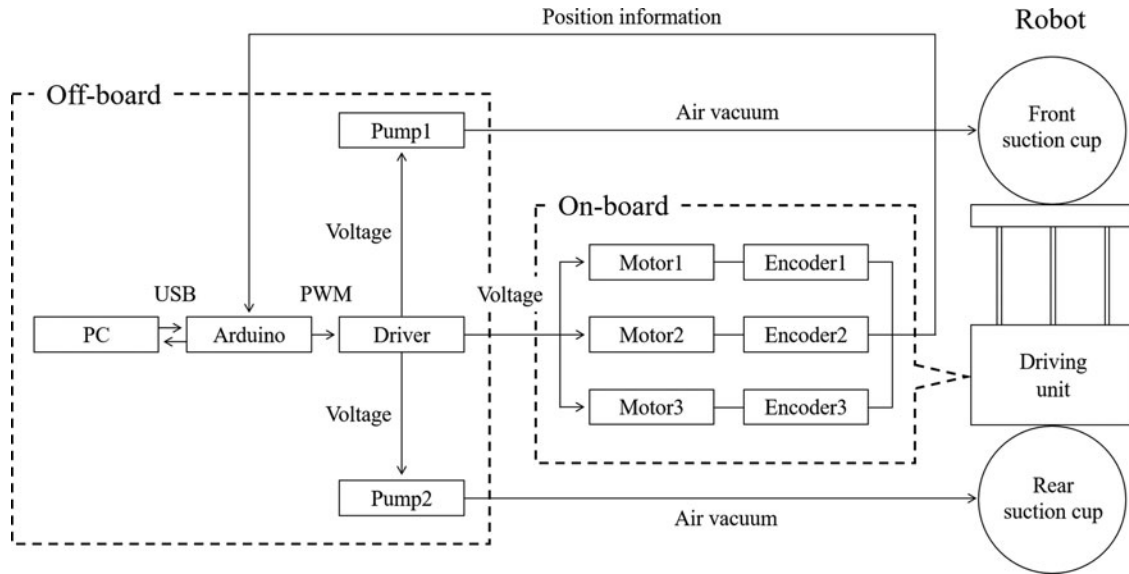 Position information
Robot
Off-board
Pump1
Air vacuum
Front
suction cup
On-board
Voltage
Motor1
Encoder1
USB
PWM
Voltage
PC
Arduino
Driver
Motor2
Encoder2
Driving
unit
Voltage
Motor3
Encoder3
Pump2
Air vacuum
Rear
suction cup